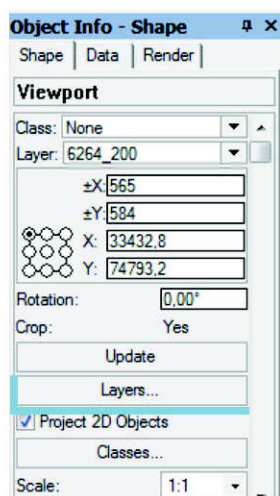 Object Info - Shape
Shape Data Render
Viewport
Class: None
Layer: 6264_200
±X: 565
±Y: 584
X: 33432,8
Y: 74793,2
Rotation: 0,00°
Crop: Yes
Update
Layers...
Project 2D Objects
Classes...
Scale: 1:1